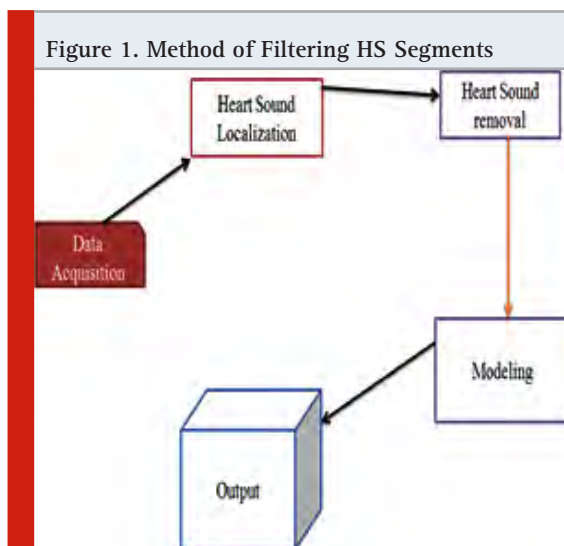 Figure 1. Method of Filtering HS Segments
Heart Sound
Localization
Heart Sound
removal
Data
Acquisition
Modeling
Output